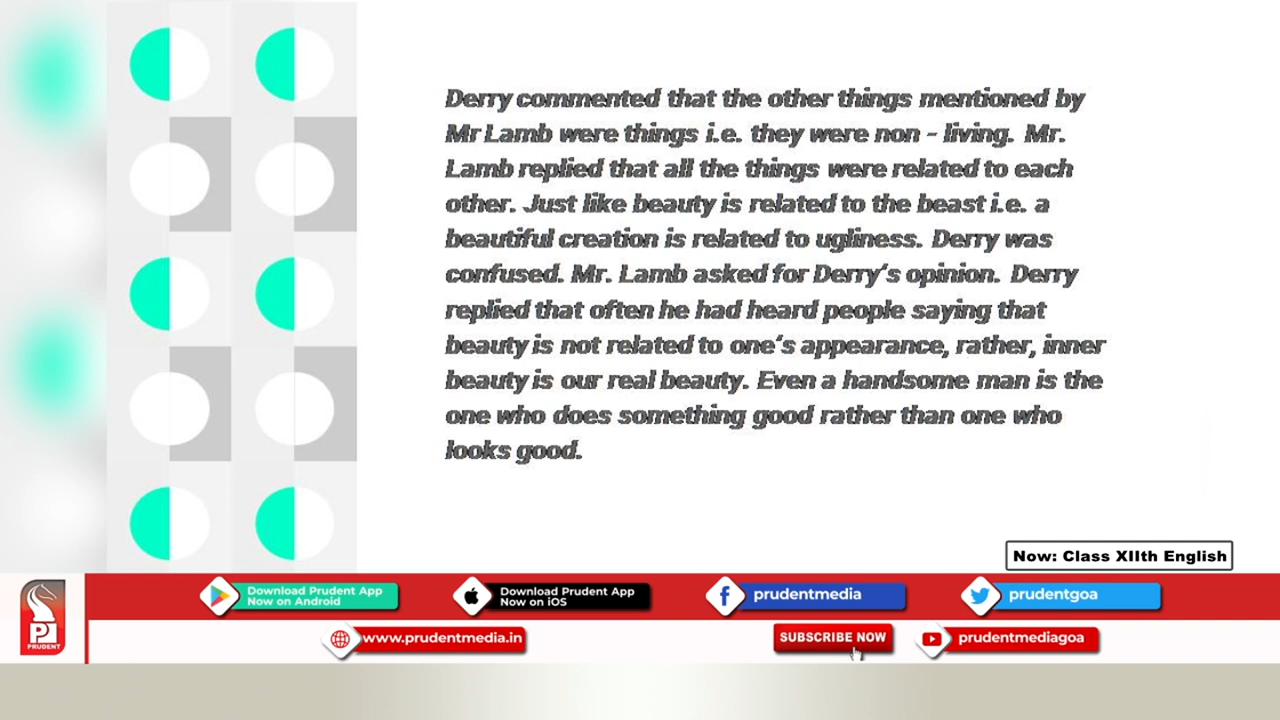 Derry commented that the other things mentioned by
Mr Lamb were things i.e. they were non - living. Mr.
Lamb replied that all the things were related to each
other. Just like beauty is related to the beast i.e. a
beautiful creation is related to ugliness. Derry was
confused. Mr. Lamb asked for Derry's opinion. Derry
replied that often he had heard people saying that
beauty is not related to one's appearance, rather, inner
beauty is our real beauty. Even a handsome man is the
one who does something good rather than one who
looks good.
Now: Class XIIth English
Download Prudent App
Now on Android
Download Prudent App
Now on iOS
prudentmedia
prudentgoa
PRUDENT
www.prudentmedia.in
SUBSCRIBE NOW
prudentmediagoa